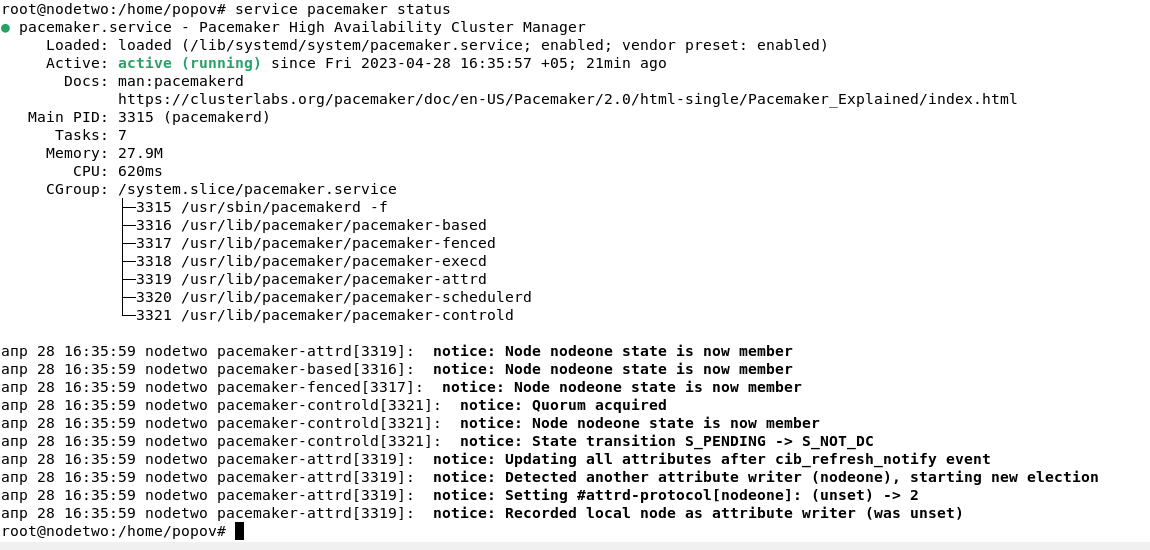 root@nodetwo:/home/popov# service pacemaker status
● pacemaker.service - Pacemaker High Availability Cluster Manager
     Loaded: loaded (/lib/systemd/system/pacemaker.service; enabled; vendor preset: enabled)
     Active: active (running) since Fri 2023-04-28 16:35:57 +05; 21min ago
       Docs: man:pacemakerd
             https://clusterlabs.org/pacemaker/doc/en-US/Pacemaker/2.0/html-single/Pacemaker_Explained/index.html
   Main PID: 3315 (pacemakerd)
      Tasks: 7
     Memory: 27.9M
        CPU: 620ms
     CGroup: /system.slice/pacemaker.service
             ├─3315 /usr/sbin/pacemakerd -f
             ├─3316 /usr/lib/pacemaker/pacemaker-based
             ├─3317 /usr/lib/pacemaker/pacemaker-fenced
             ├─3318 /usr/lib/pacemaker/pacemaker-execd
             ├─3319 /usr/lib/pacemaker/pacemaker-attrd
             ├─3320 /usr/lib/pacemaker/pacemaker-schedulerd
             └─3321 /usr/lib/pacemaker/pacemaker-controld

апр 28 16:35:59 nodetwo pacemaker-attrd[3319]:  notice: Node nodeone state is now member
апр 28 16:35:59 nodetwo pacemaker-based[3316]:  notice: Node nodeone state is now member
апр 28 16:35:59 nodetwo pacemaker-fenced[3317]:  notice: Node nodeone state is now member
апр 28 16:35:59 nodetwo pacemaker-controld[3321]:  notice: Quorum acquired
апр 28 16:35:59 nodetwo pacemaker-controld[3321]:  notice: Node nodeone state is now member
апр 28 16:35:59 nodetwo pacemaker-controld[3321]:  notice: State transition S_PENDING -> S_NOT_DC
апр 28 16:35:59 nodetwo pacemaker-attrd[3319]:  notice: Updating all attributes after cib_refresh_notify event
апр 28 16:35:59 nodetwo pacemaker-attrd[3319]:  notice: Detected another attribute writer (nodeone), starting new election
апр 28 16:35:59 nodetwo pacemaker-attrd[3319]:  notice: Setting #attrd-protocol[nodeone]: (unset) -> 2
апр 28 16:35:59 nodetwo pacemaker-attrd[3319]:  notice: Recorded local node as attribute writer (was unset)
root@nodetwo:/home/popov#